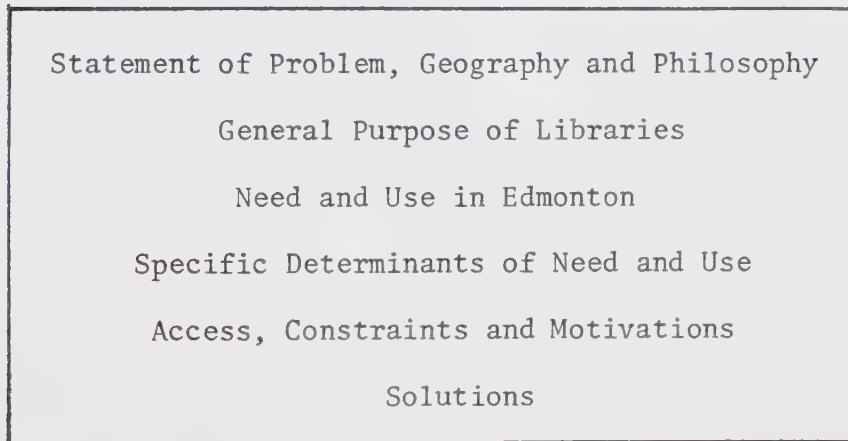 Statement of Problem, Geography and Philosophy
General Purpose of Libraries
Need and Use in Edmonton
Specific Determinants of Need and Use
Access, Constraints and Motivations
Solutions